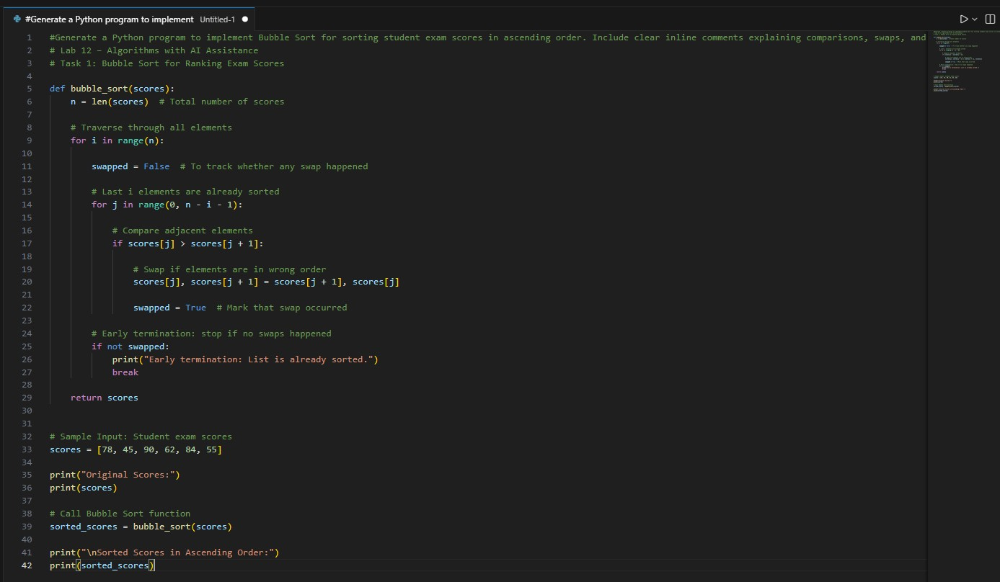 #Generate a Python program to implement Untitled-1
1 #Generate a Python program to implement Bubble Sort for sorting student exam scores in ascending order. Include clear inline comments explaining comparisons, swaps, and
2 # Lab 12 – Algorithms with AI Assistance
3 # Task 1: Bubble Sort for Ranking Exam Scores
4
5 def bubble_sort(scores):
6     n = len(scores)  # Total number of scores
7
8     # Traverse through all elements
9     for i in range(n):
10
11         swapped = False  # To track whether any swap happened
12
13         # Last i elements are already sorted
14         for j in range(0, n - i - 1):
15
16             # Compare adjacent elements
17             if scores[j] > scores[j + 1]:
18
19                 # Swap if elements are in wrong order
20                 scores[j], scores[j + 1] = scores[j + 1], scores[j]
21
22                 swapped = True  # Mark that swap occurred
23
24         # Early termination: stop if no swaps happened
25         if not swapped:
26             print("Early termination: List is already sorted.")
27             break
28
29     return scores
30
31
32 # Sample Input: Student exam scores
33 scores = [78, 45, 90, 62, 84, 55]
34
35 print("Original Scores:")
36 print(scores)
37
38 # Call Bubble Sort function
39 sorted_scores = bubble_sort(scores)
40
41 print("\nSorted Scores in Ascending Order:")
42 print(sorted_scores)